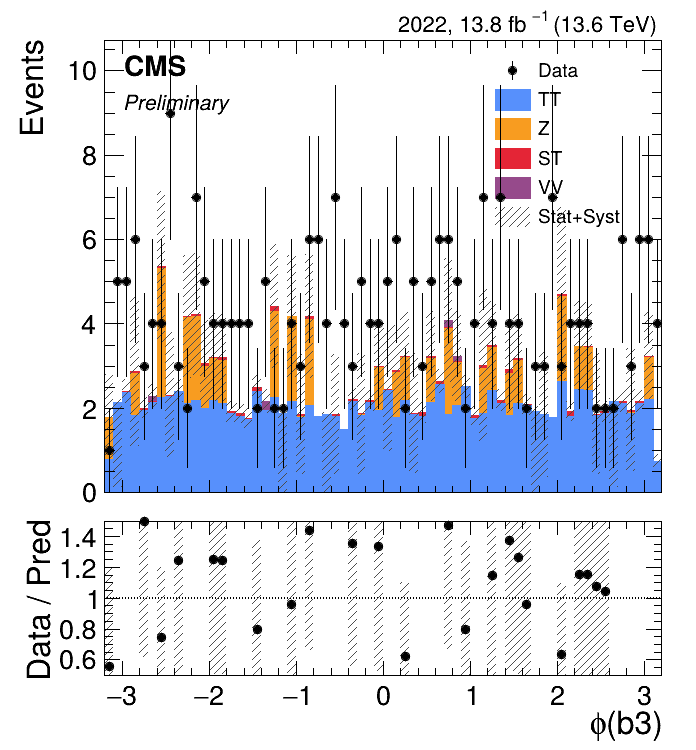 2022, 13.8 fb⁻¹ (13.6 TeV)
CMS
Preliminary
Data
TT
Z
ST
VV
Stat+Syst
Events
10
8
6
4
2
0
Data / Pred
1.4
1.2
1
0.8
0.6
−3 −2 −1 0 1 2 3
ϕ(b3)